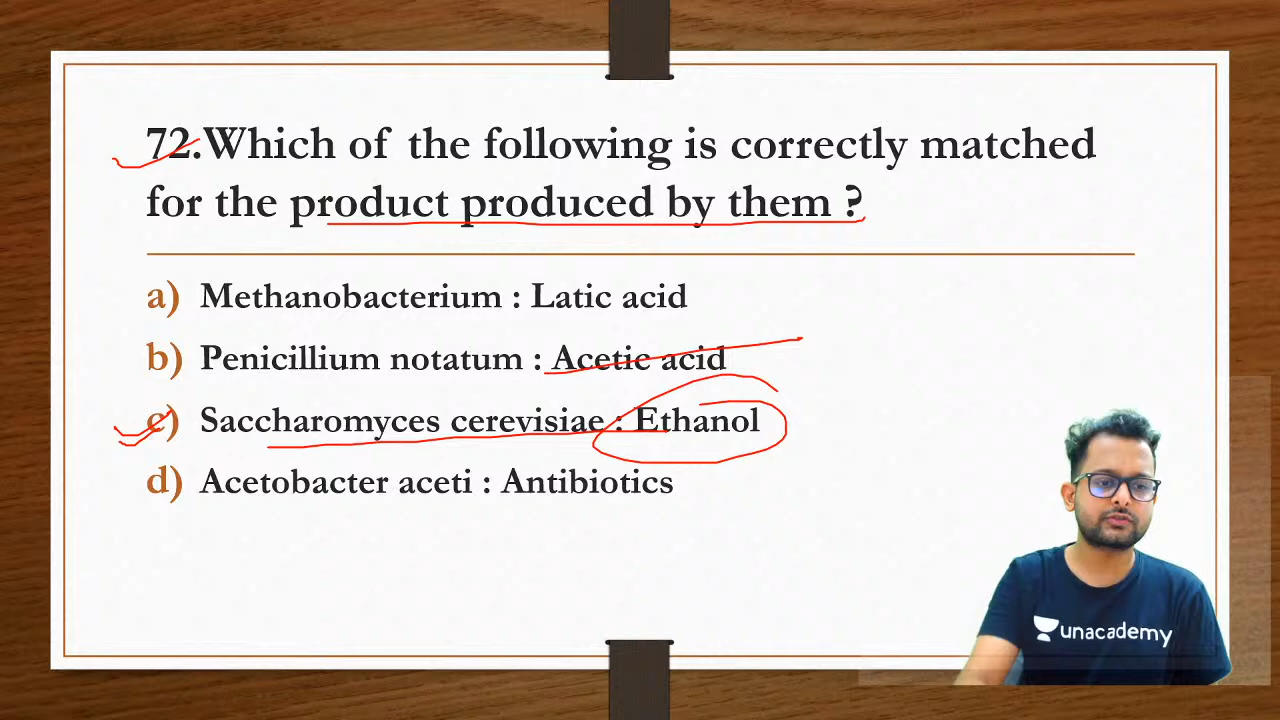 72.Which of the following is correctly matched
for the product produced by them ?
a) Methanobacterium : Latic acid
b) Penicillium notatum : Acetic acid
c) Saccharomyces cerevisiae : Ethanol
d) Acetobacter aceti : Antibiotics
unacademy